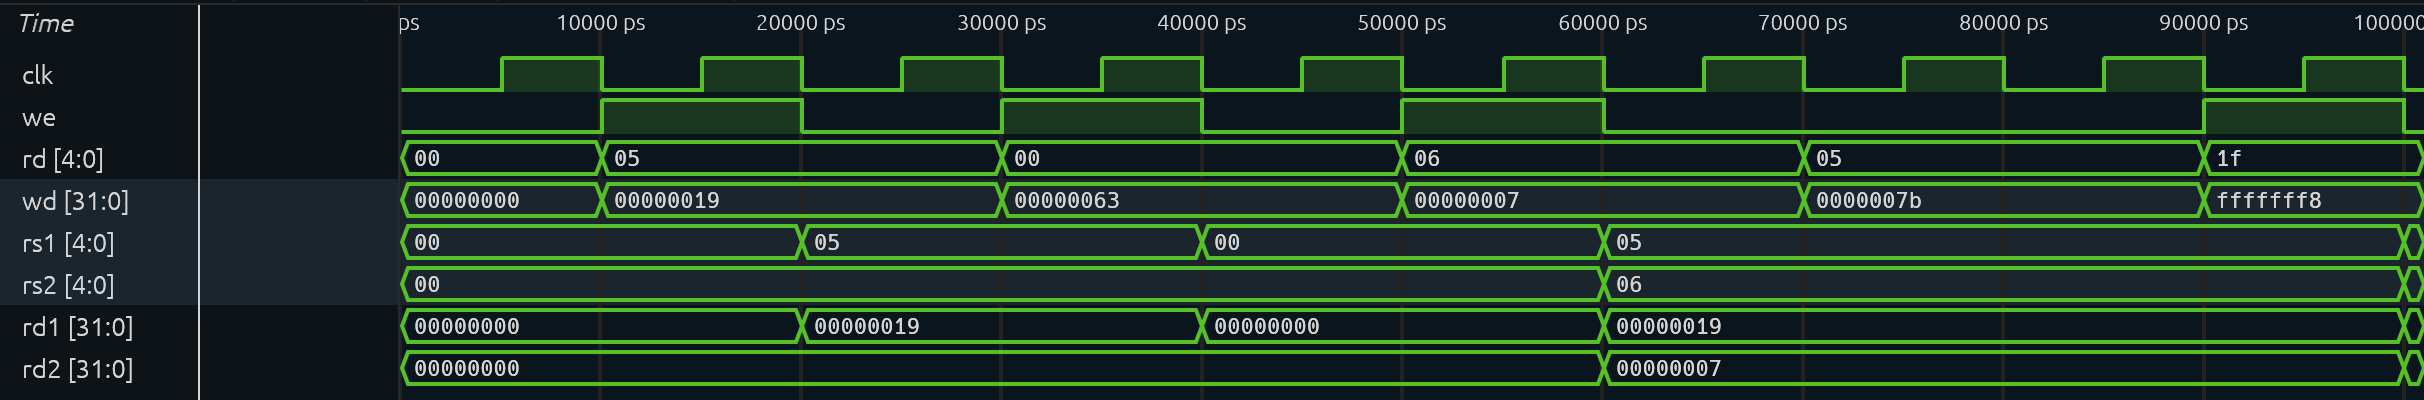 Time ps 10000 ps 20000 ps 30000 ps 40000 ps 50000 ps 60000 ps 70000 ps 80000 ps 90000 ps 100000
clk
we
rd [4:0] 00 05 00 06 05 1f
wd [31:0] 00000000 00000019 00000063 00000007 0000007b fffffff8
rs1 [4:0] 00 05 00 05
rs2 [4:0] 00 06
rd1 [31:0] 00000000 00000019 00000000 00000019
rd2 [31:0] 00000000 00000007